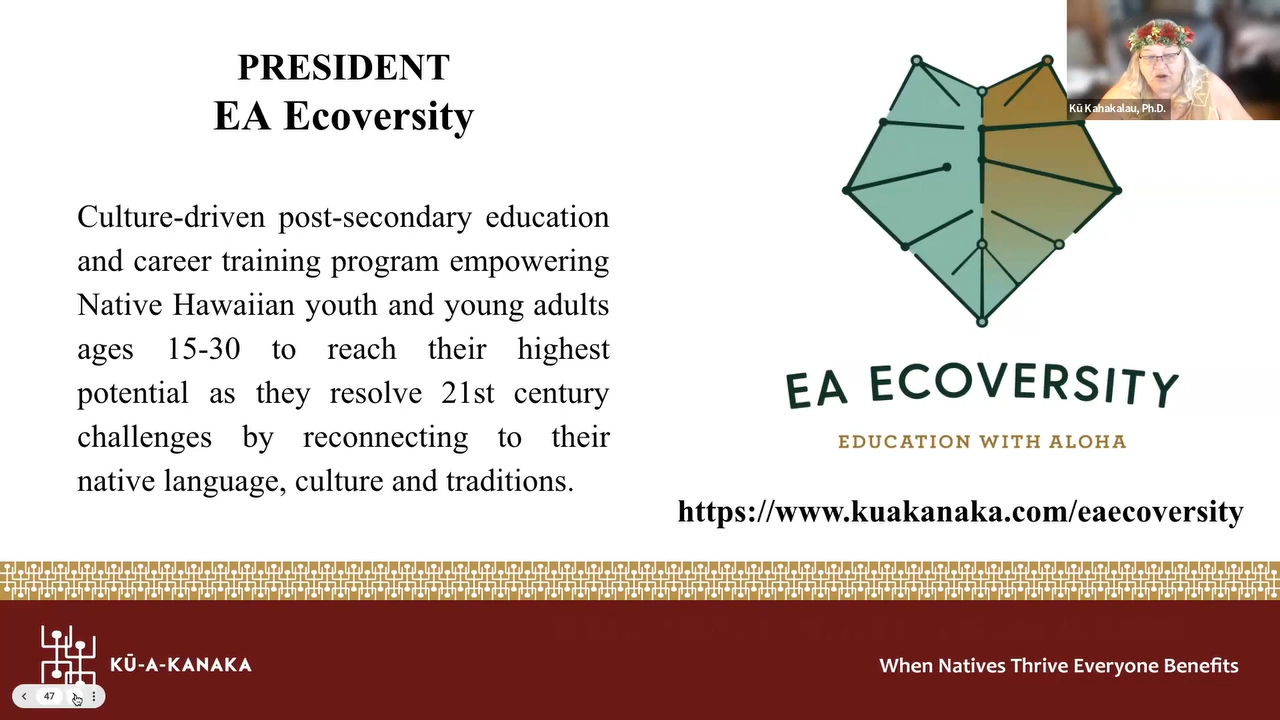 PRESIDENT
EA Ecoversity
Culture-driven post-secondary education
and career training program empowering
Native Hawaiian youth and young adults
ages 15-30 to reach their highest
potential as they resolve 21st century
challenges by reconnecting to their
native language, culture and traditions.
Kū Kahakalau, Ph.D.
EA ECOVERSITY
EDUCATION WITH ALOHA
https://www.kuakanaka.com/eaecoversity
KŪ-A-KANAKA
When Natives Thrive Everyone Benefits
47